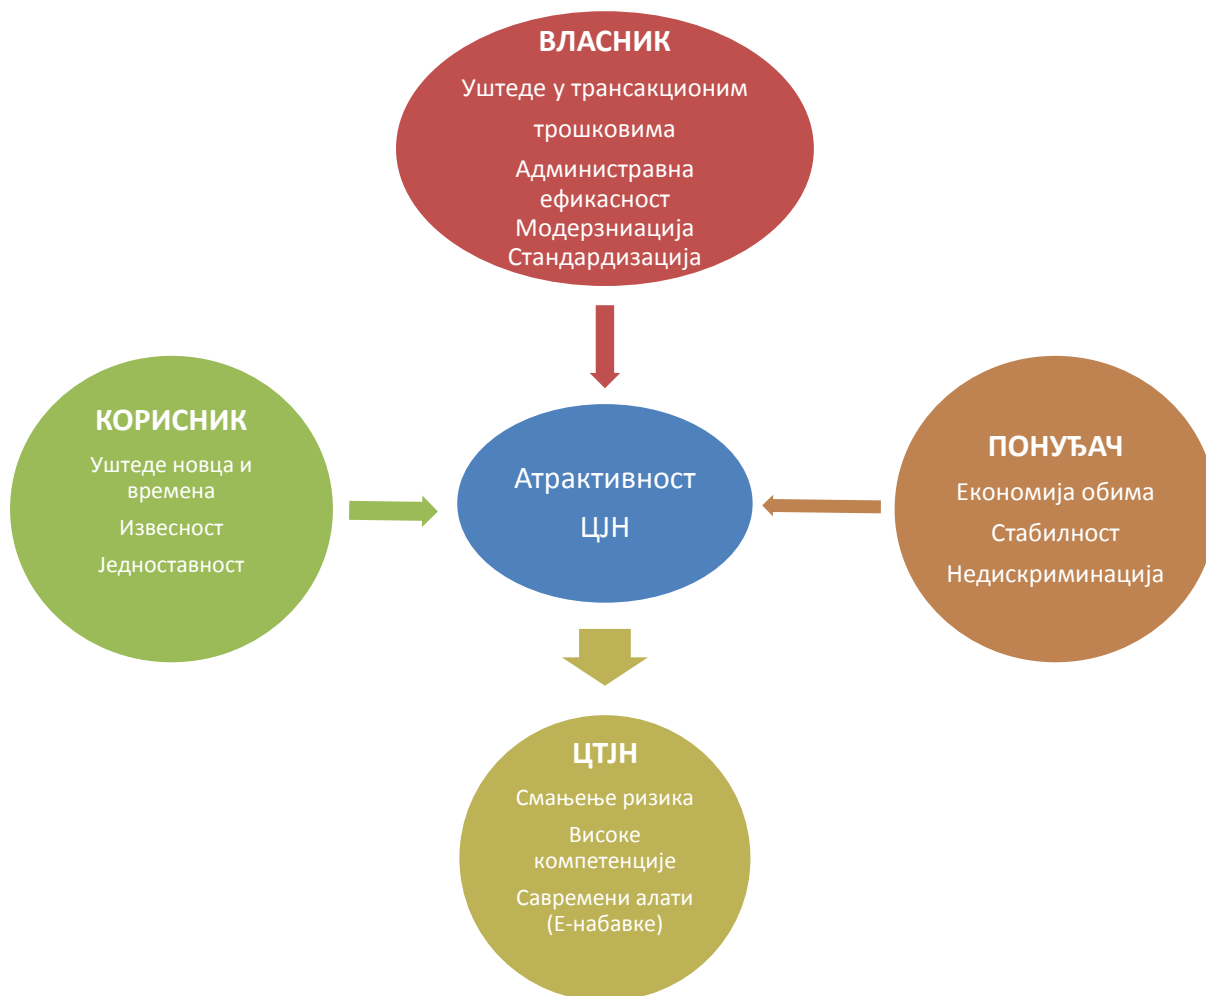 ВЛАСНИК
Уштеде у трансакционим
трошковима
Административна
ефикасност
Модерзниација
Стандардизација
КОРИСНИК
Уштеде новца и
времена
Извесност
Једноставност
Атрактивност
ЦЈН
ПОНУЂАЧ
Економија обима
Стабилност
Недискриминација
ЦТЈН
Смањење ризика
Високе
компетенције
Савремени алати
(Е-набавке)